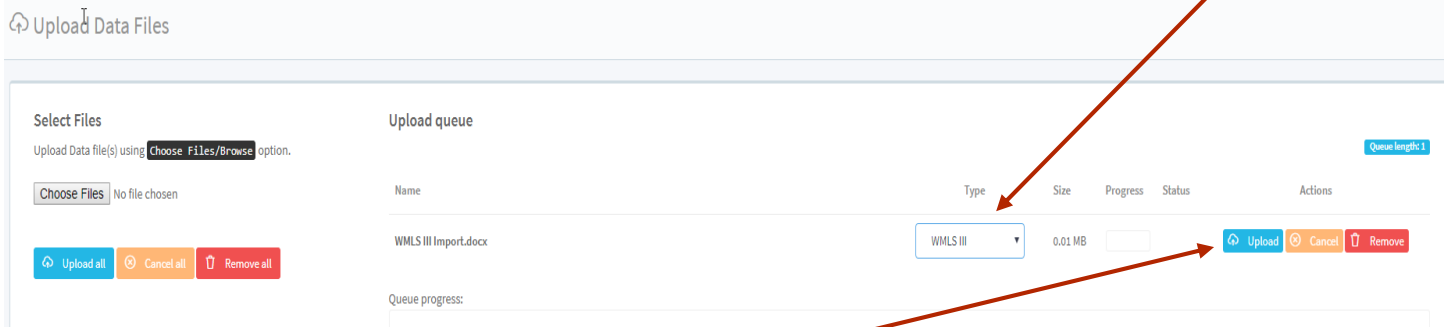 Upload Data Files
Select Files
Upload Data file(s) using Choose Files/Browse option.
Choose Files No file chosen
Upload all Cancel all Remove all
Upload queue
Queue length: 1
Name Type Size Progress Status Actions
WMLS III Import.docx WMLS III 0.01 MB Upload Cancel Remove
Queue progress: